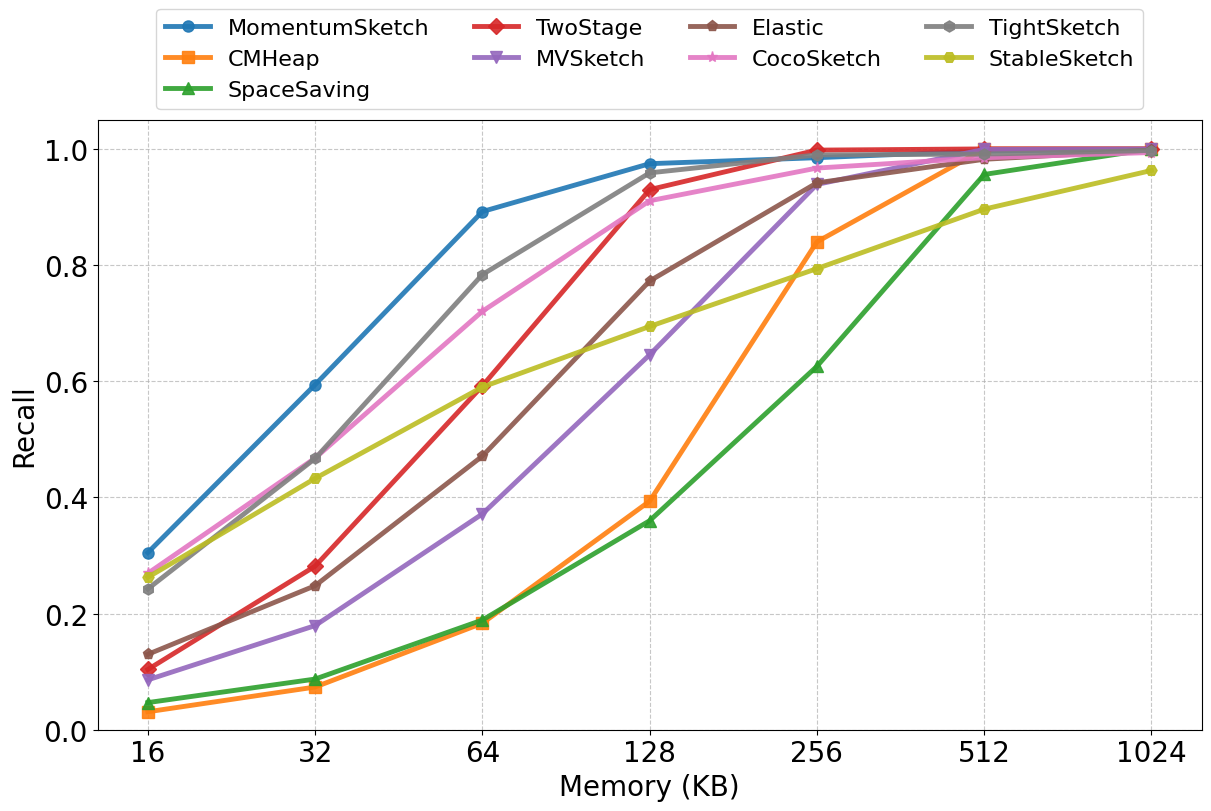 MomentumSketch TwoStage Elastic TightSketch
CMHeap MVSketch CocoSketch StableSketch
SpaceSaving
1.0
0.8
0.6
0.4
0.2
0.0
Recall
16 32 64 128 256 512 1024
Memory (KB)